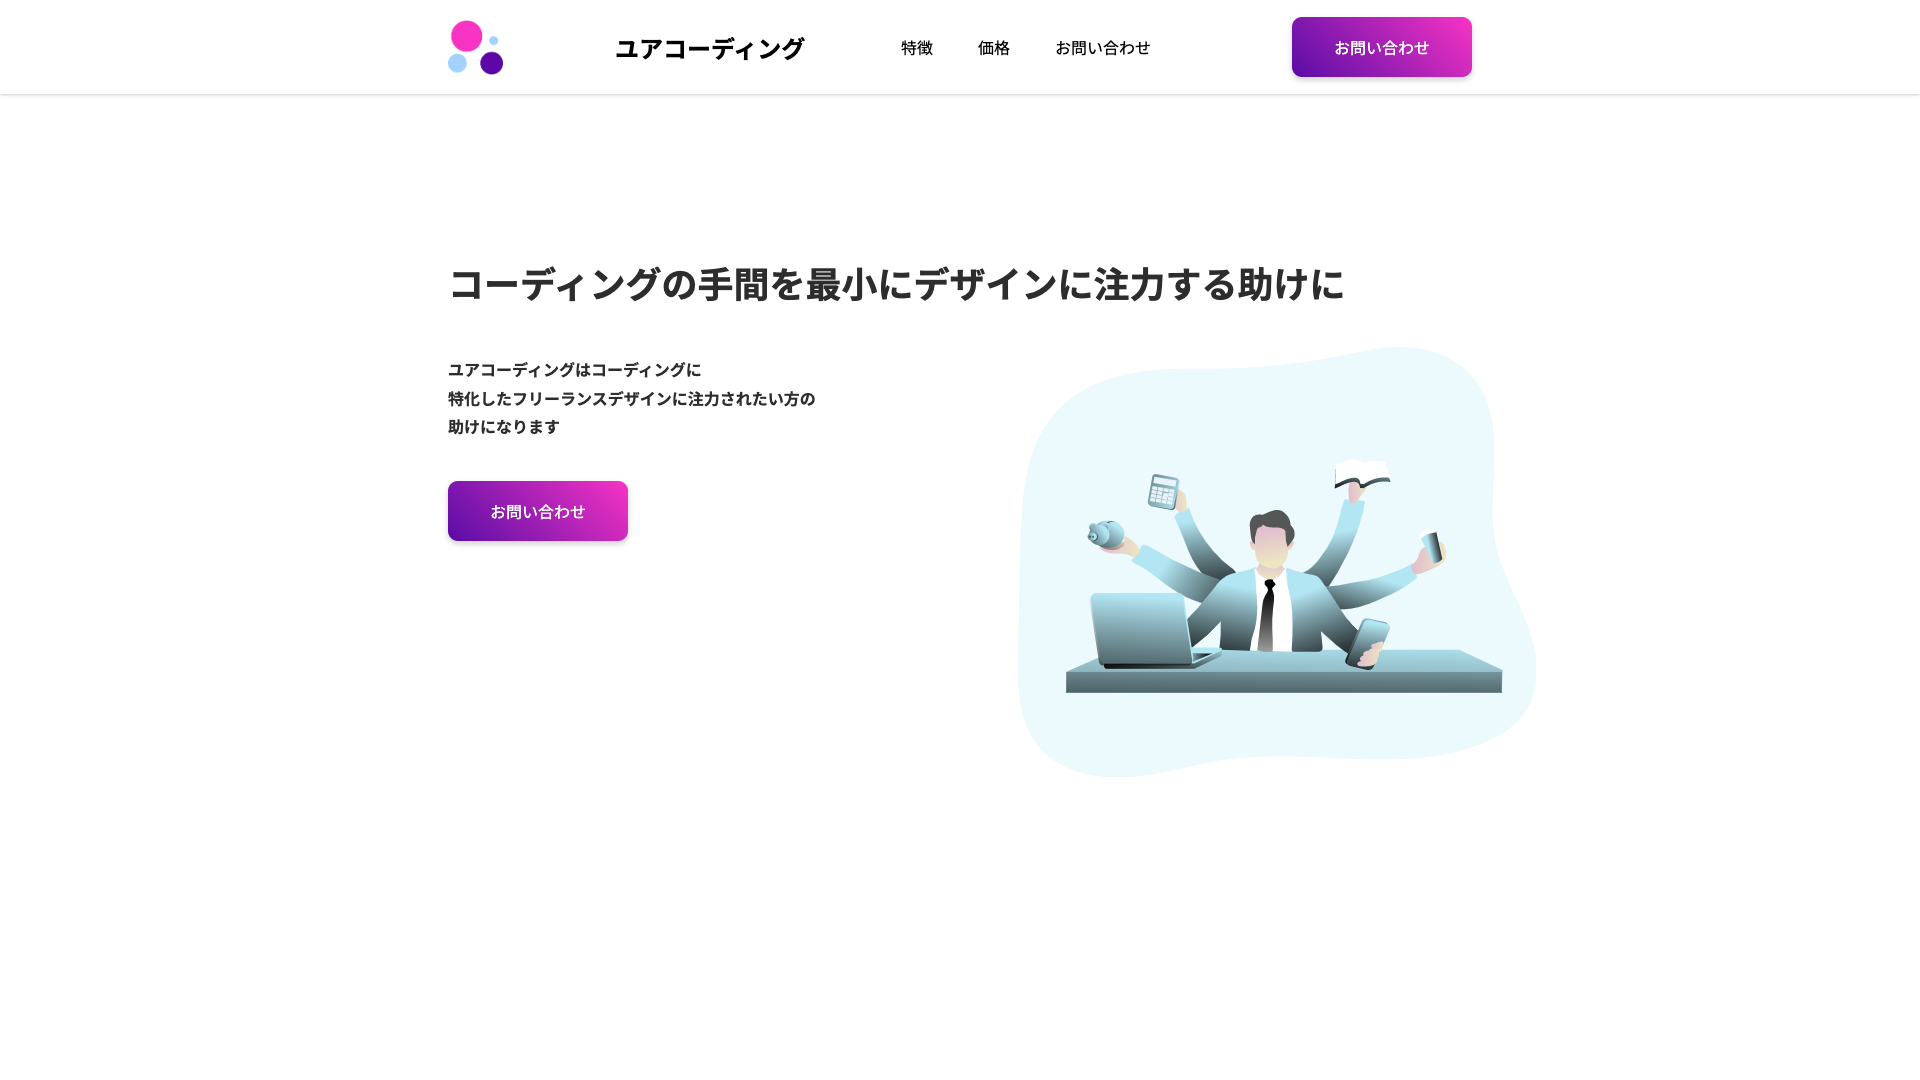 ユアコーディング
特徴
価格
お問い合わせ
お問い合わせ
コーディングの手間を最小にデザインに注力する助けに
ユアコーディングはコーディングに
特化したフリーランスデザインに注力されたい方の
助けになります
お問い合わせ